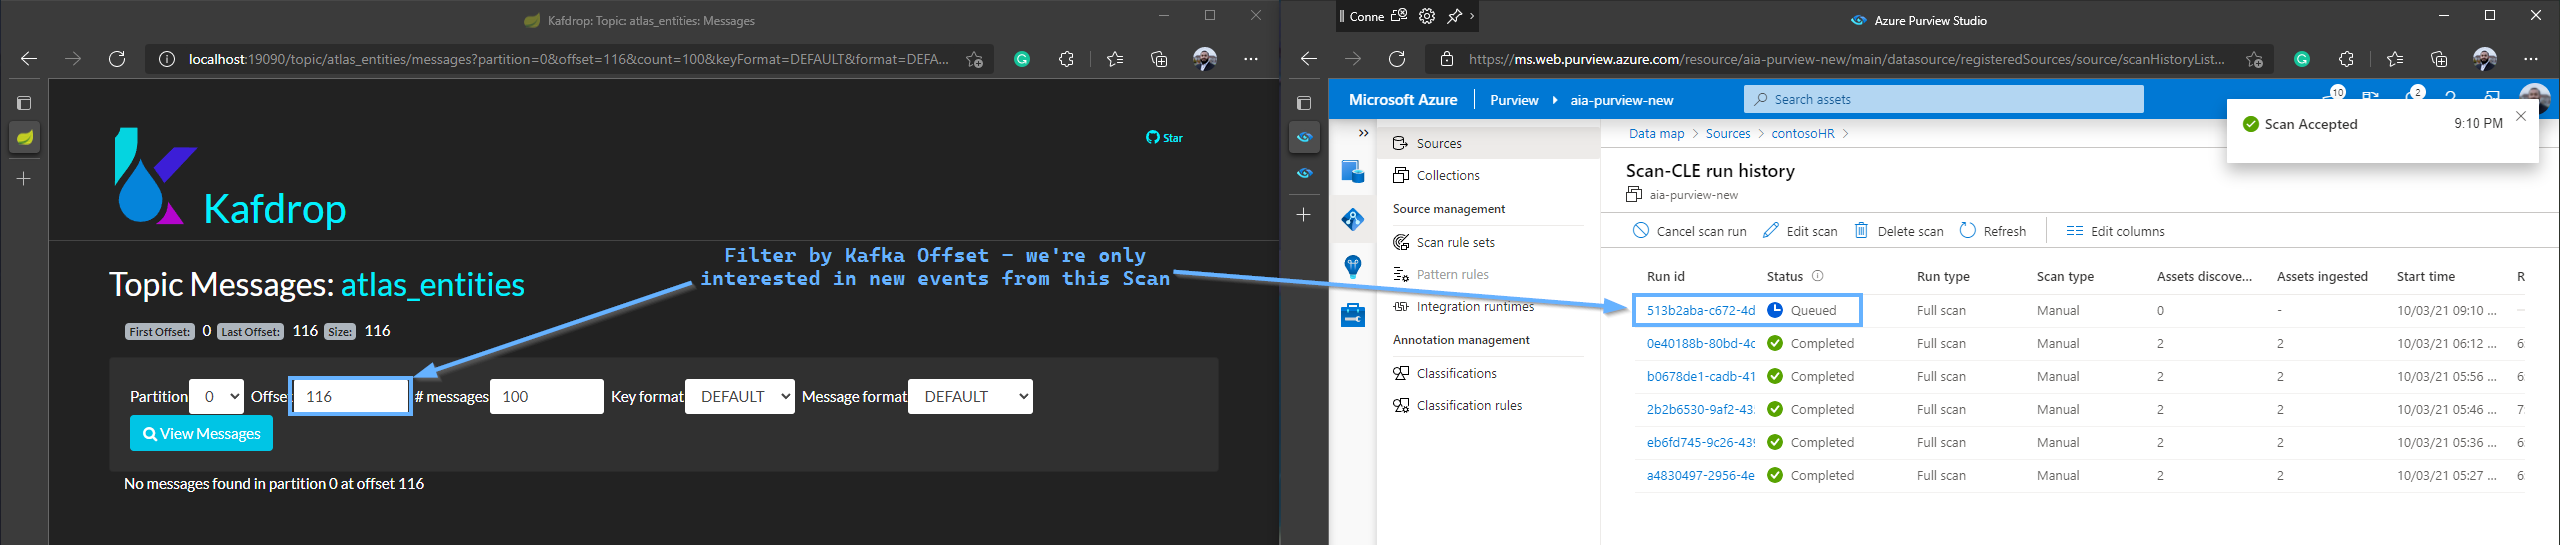 Kafdrop: Topic: atlas_entities: Messages
localhost:19090/topic/atlas_entities/messages?partition=0&offset=116&count=100&keyFormat=DEFAULT&format=DEFA...
Star
Kafdrop
Filter by Kafka Offset – we're only
interested in new events from this Scan
Topic Messages: atlas_entities
First Offset: 0 Last Offset: 116 Size: 116
Partition 0 Offse 116 # messages 100 Key format DEFAULT Message format DEFAULT
View Messages
No messages found in partition 0 at offset 116
Conne
Azure Purview Studio
https://ms.web.purview.azure.com/resource/aia-purview-new/main/datasource/registeredSources/source/scanHistoryList...
Microsoft Azure Purview aia-purview-new Search assets 10 2
Scan Accepted 9:10 PM
Sources
Collections
Source management
Scan rule sets
Pattern rules
Integration runtimes
Annotation management
Classifications
Classification rules
Data map > Sources > contosoHR >
Scan-CLE run history
aia-purview-new
Cancel scan run Edit scan Delete scan Refresh Edit columns
Run id Status Run type Scan type Assets discove... Assets ingested Start time R
513b2aba-c672-4d Queued Full scan Manual 0 - 10/03/21 09:10 ... —
0e40188b-80bd-4c Completed Full scan Manual 2 2 10/03/21 06:12 ... 6
b0678de1-cadb-41 Completed Full scan Manual 2 2 10/03/21 05:56 ... 6
2b2b6530-9af2-43 Completed Full scan Manual 2 2 10/03/21 05:46 ... 7
eb6fd745-9c26-439 Completed Full scan Manual 2 2 10/03/21 05:36 ... 6
a4830497-2956-4e Completed Full scan Manual 2 2 10/03/21 05:27 ... 6